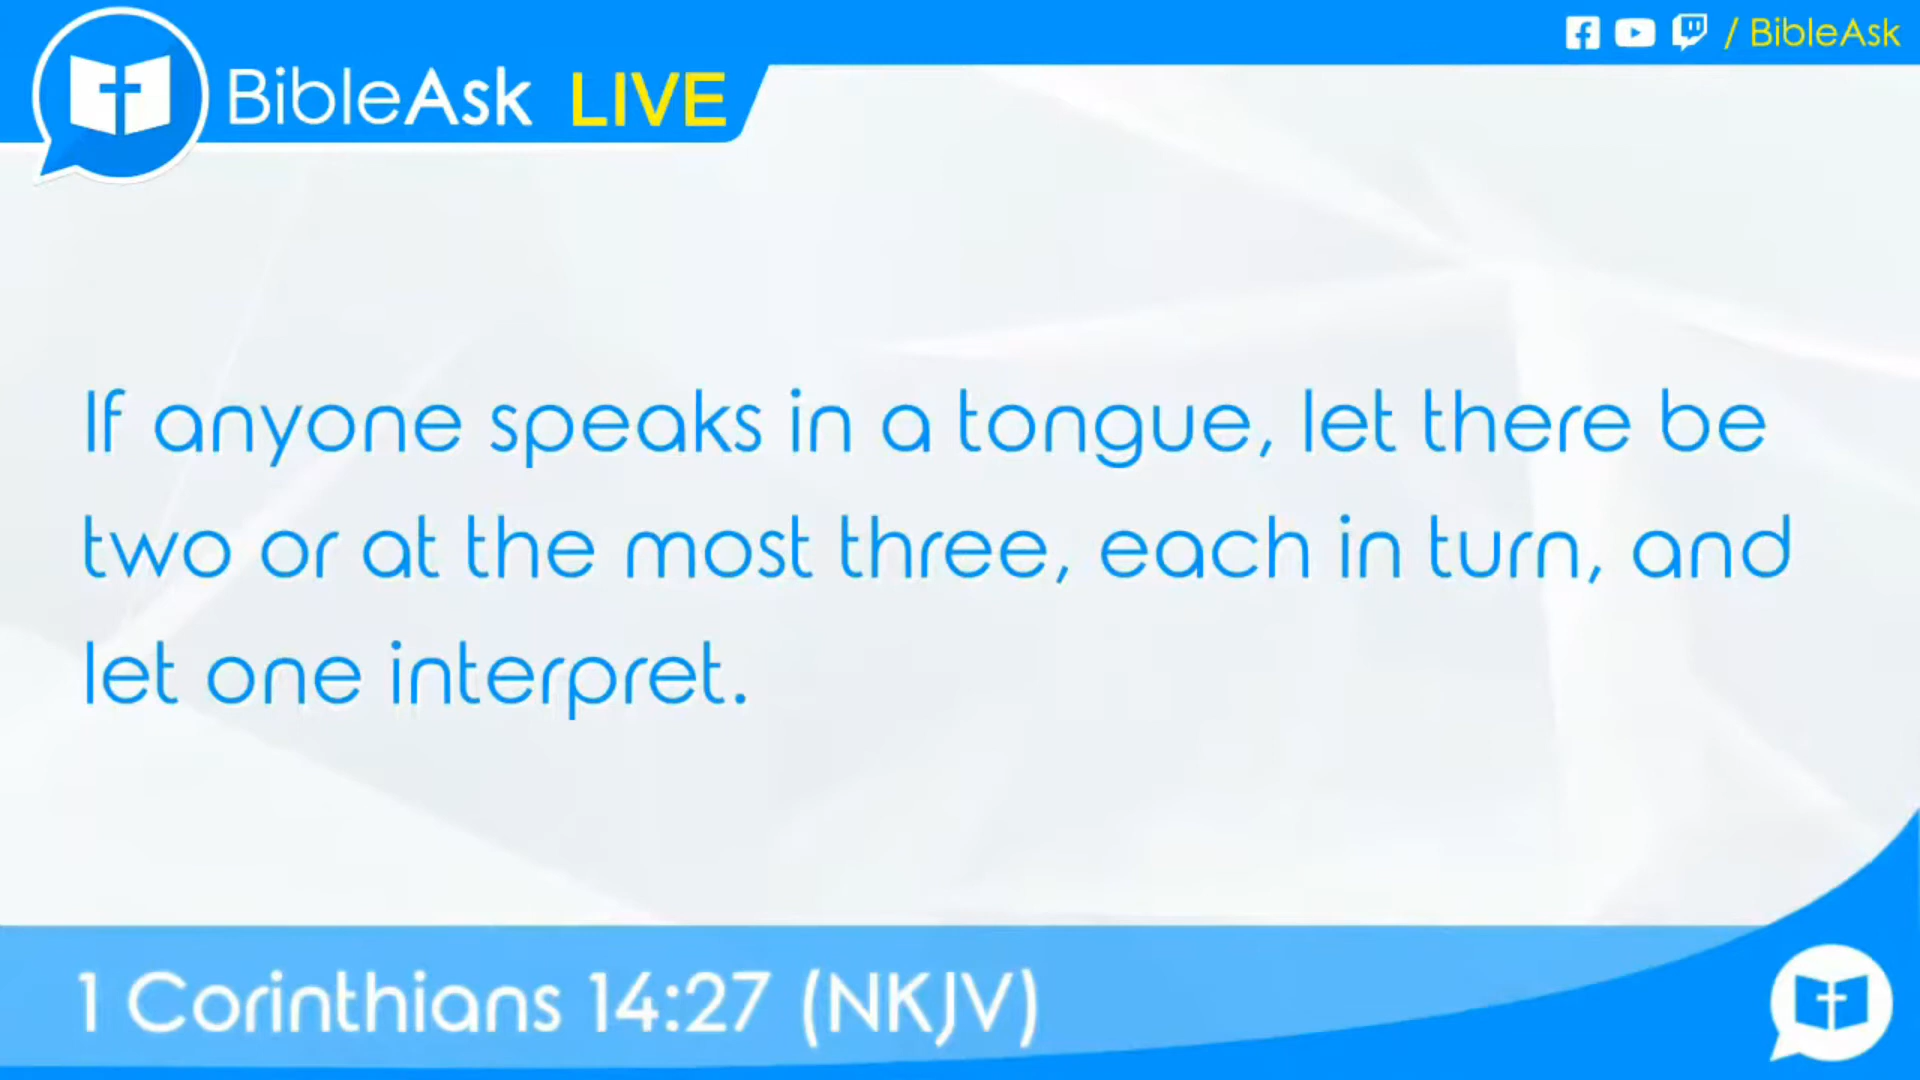 / BibleAsk
BibleAsk LIVE
If anyone speaks in a tongue, let there be
two or at the most three, each in turn, and
let one interpret.
1 Corinthians 14:27 (NKJV)